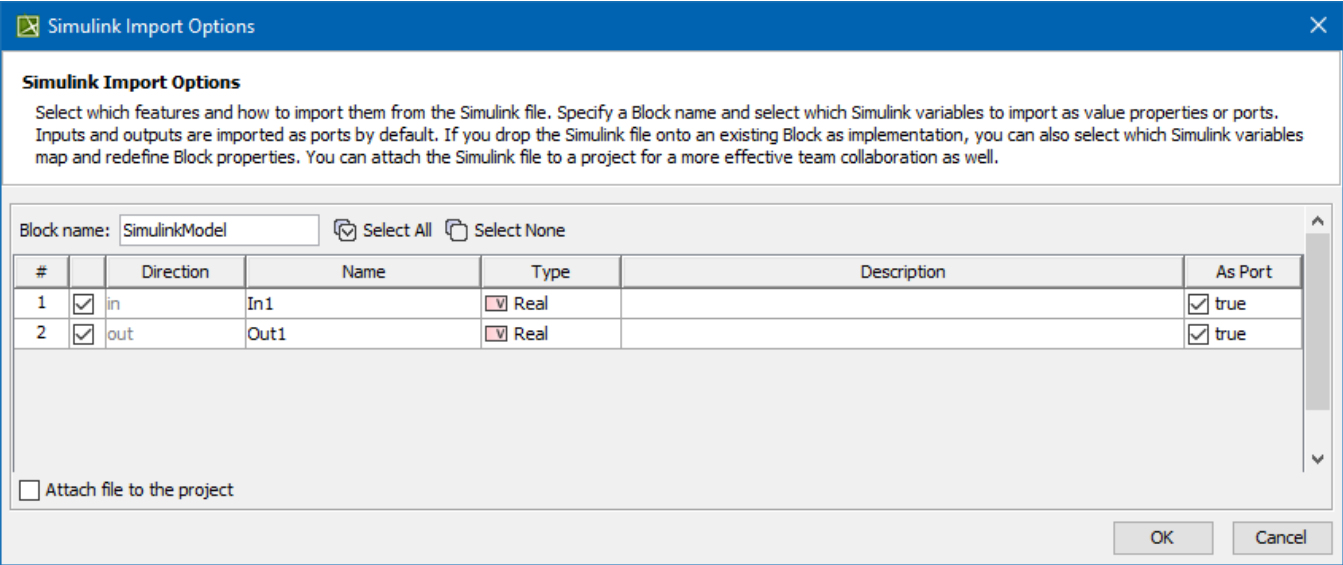 Simulink Import Options
Simulink Import Options
Select which features and how to import them from the Simulink file. Specify a Block name and select which Simulink variables to import as value properties or ports.
Inputs and outputs are imported as ports by default. If you drop the Simulink file onto an existing Block as implementation, you can also select which Simulink variables
map and redefine Block properties. You can attach the Simulink file to a project for a more effective team collaboration as well.
Block name: SimulinkModel Select All Select None
# Direction Name Type Description As Port
1 in In1 V Real true
2 out Out1 V Real true
Attach file to the project
OK Cancel